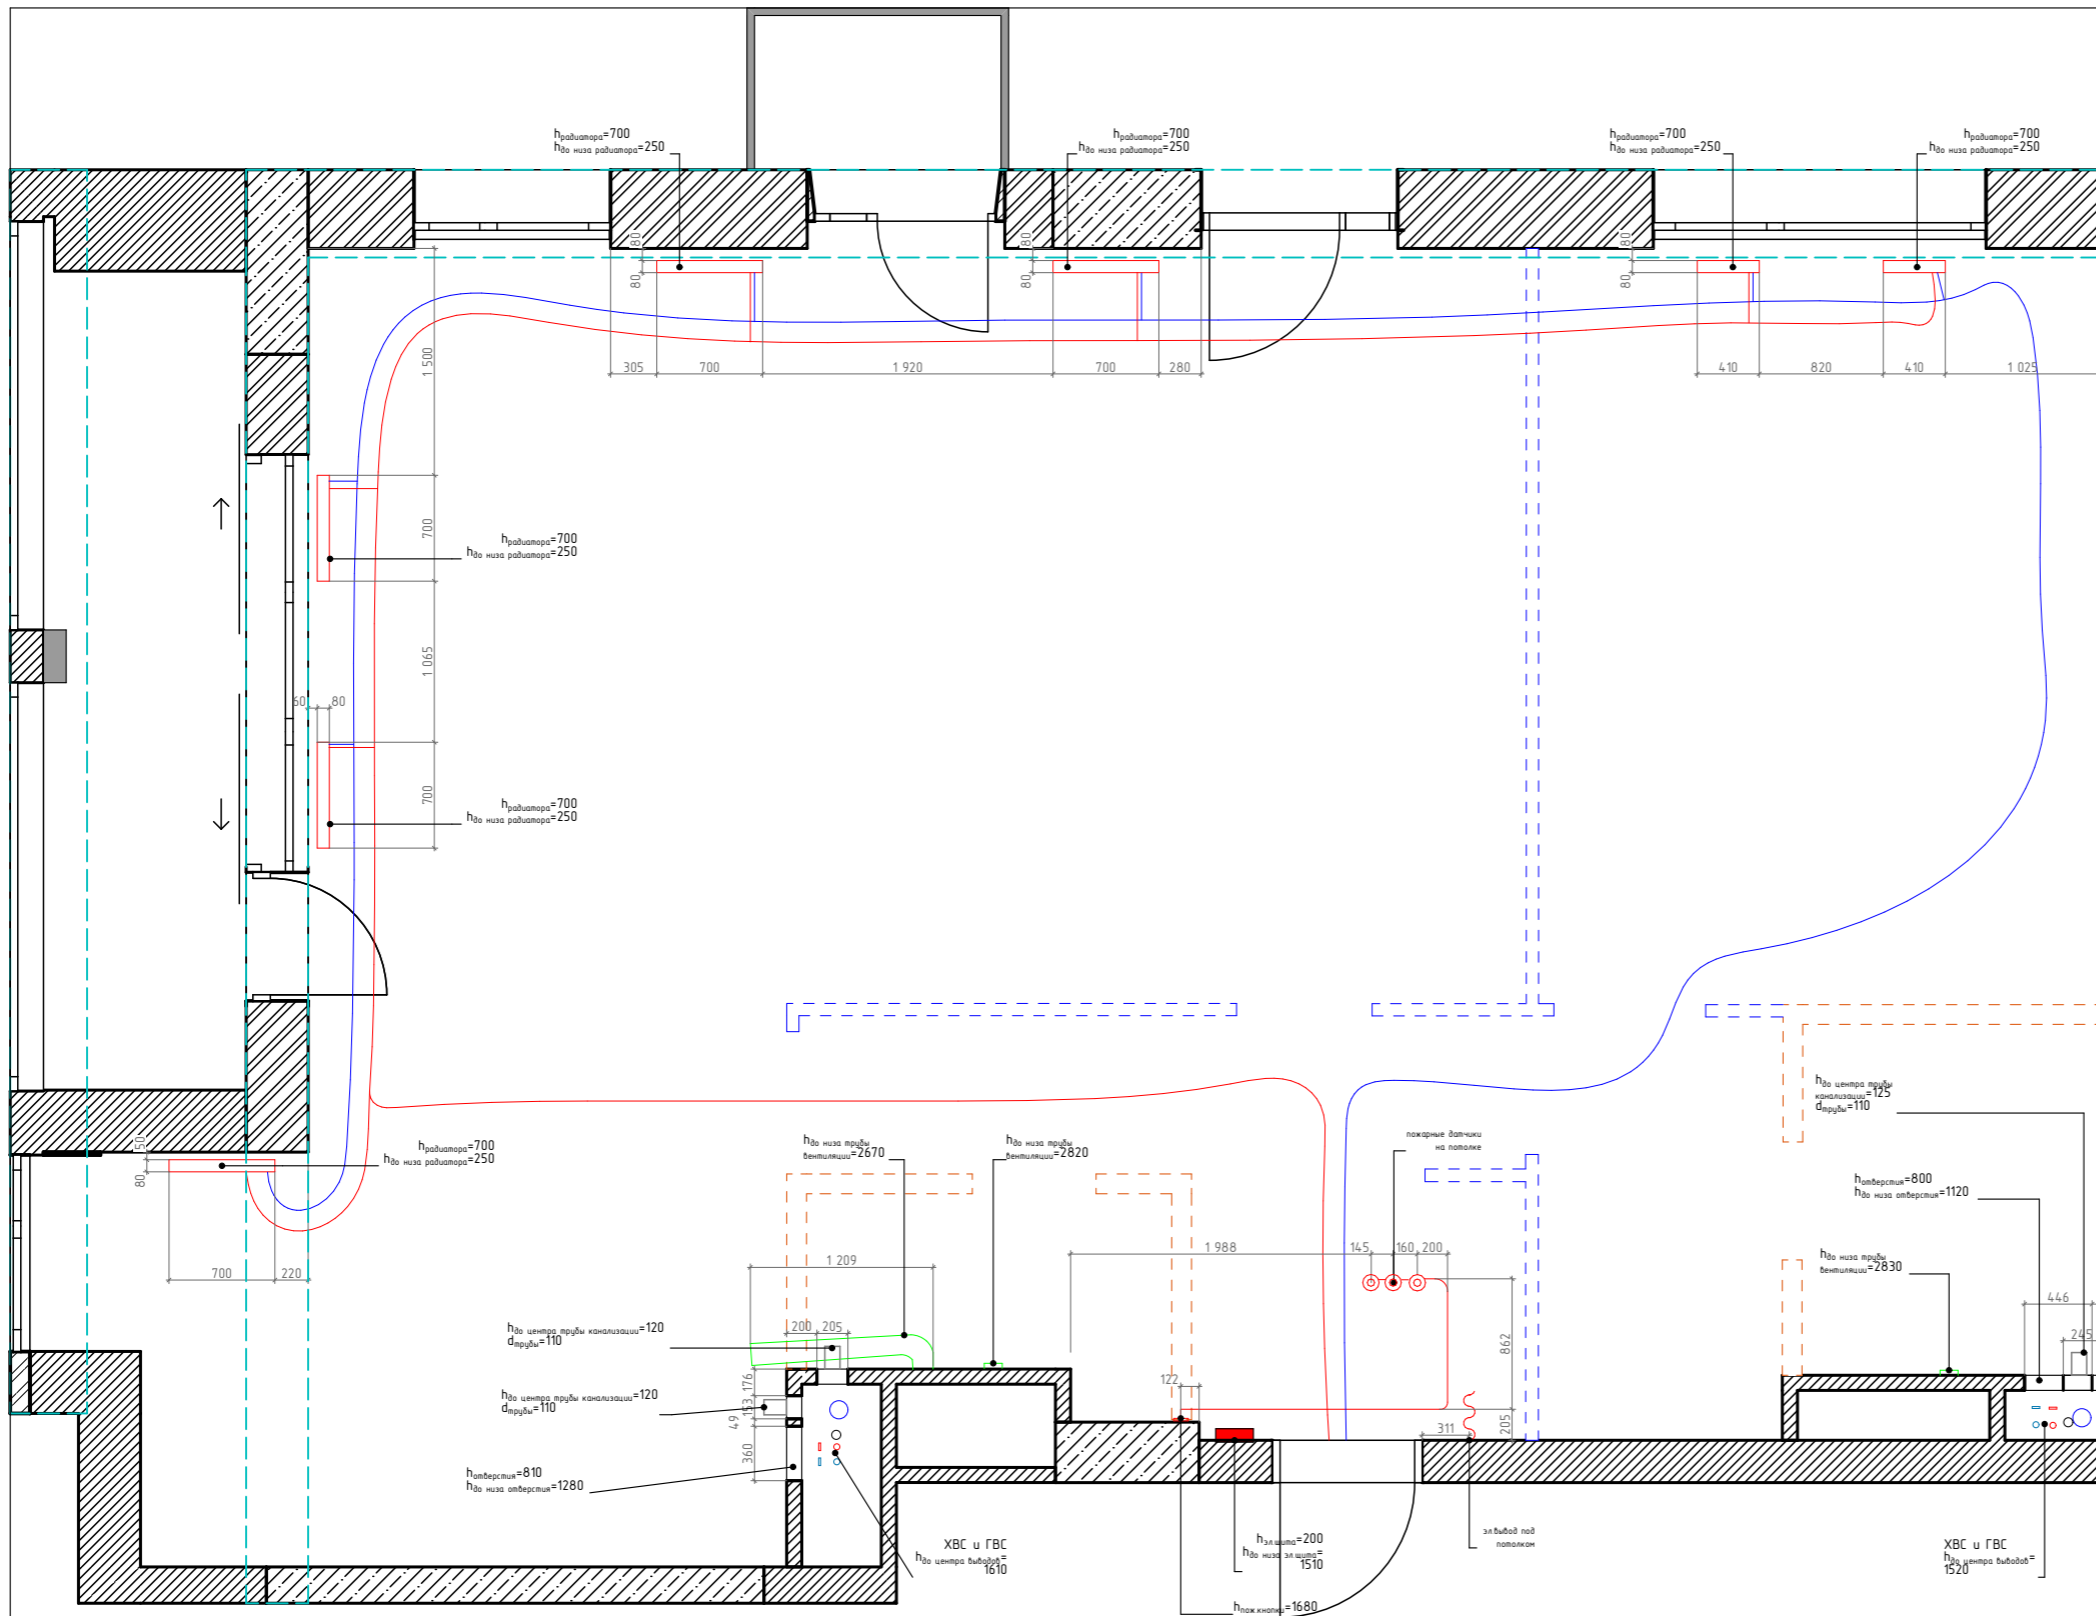 hрадиатора=700
hдо низа радиатора=250
hрадиатора=700
hдо низа радиатора=250
hрадиатора=700
hдо низа радиатора=250
hрадиатора=700
hдо низа радиатора=250
80
80
80
80
80
80
305
700
1 920
700
280
410
820
410
1 025
1 500
700
hрадиатора=700
hдо низа радиатора=250
1 065
60
80
700
hрадиатора=700
hдо низа радиатора=250
50
80
hрадиатора=700
hдо низа радиатора=250
700
220
hдо низа трубы
вентиляции=2670
hдо низа трубы
вентиляции=2820
пожарные датчики
на потолке
hдо центра трубы
канализации=125
dтрубы=110
hотверстия=800
hдо низа отверстия=1120
hдо низа трубы
вентиляции=2830
1 209
1 988
145
160
200
446
245
862
205
hдо центра трубы канализации=120
dтрубы=110
200
205
176
153
49
360
hдо центра трубы канализации=120
dтрубы=110
122
311
hотверстия=810
hдо низа отверстия=1280
ХВС и ГВС
hдо центра выводов=
1610
hэл.щита=200
hдо низа эл.щита=
1510
эл.вывод под
потолком
ХВС и ГВС
hдо центра выводов=
1520
hпож.кнопки=1680